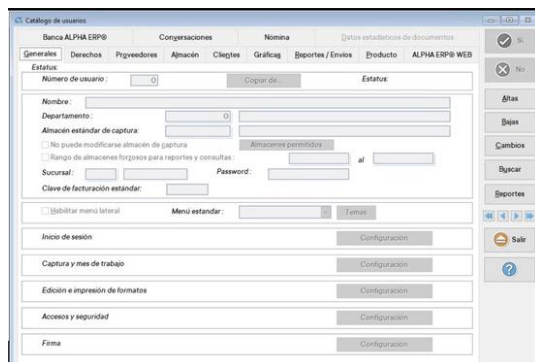 Catálogo de usuarios
Banca ALPHA ERP® Conversaciones Nómina Datos estadísticos de documentos
Generales Derechos Proveedores Almacén Clientes Gráficas Reportes / Envíos Producto ALPHA ERP® WEB
Estatus:
Número de usuario : 0 Copiar de... Estatus:
Nombre :
Departamento : 0
Almacén estándar de captura:
No puede modificarse almacén de captura Almacenes permitidos
Rango de almacenes forzosos para reportes y consultas : al
Sucursal : Password :
Clave de facturación estándar:
Habilitar menú lateral Menú estandar : Temas
Inicio de sesión Configuración
Captura y mes de trabajo Configuración
Edición e impresión de formatos Configuración
Accesos y seguridad Configuración
Firma Configuración
Si
No
Altas
Bajas
Cambios
Buscar
Reportes
Salir
?